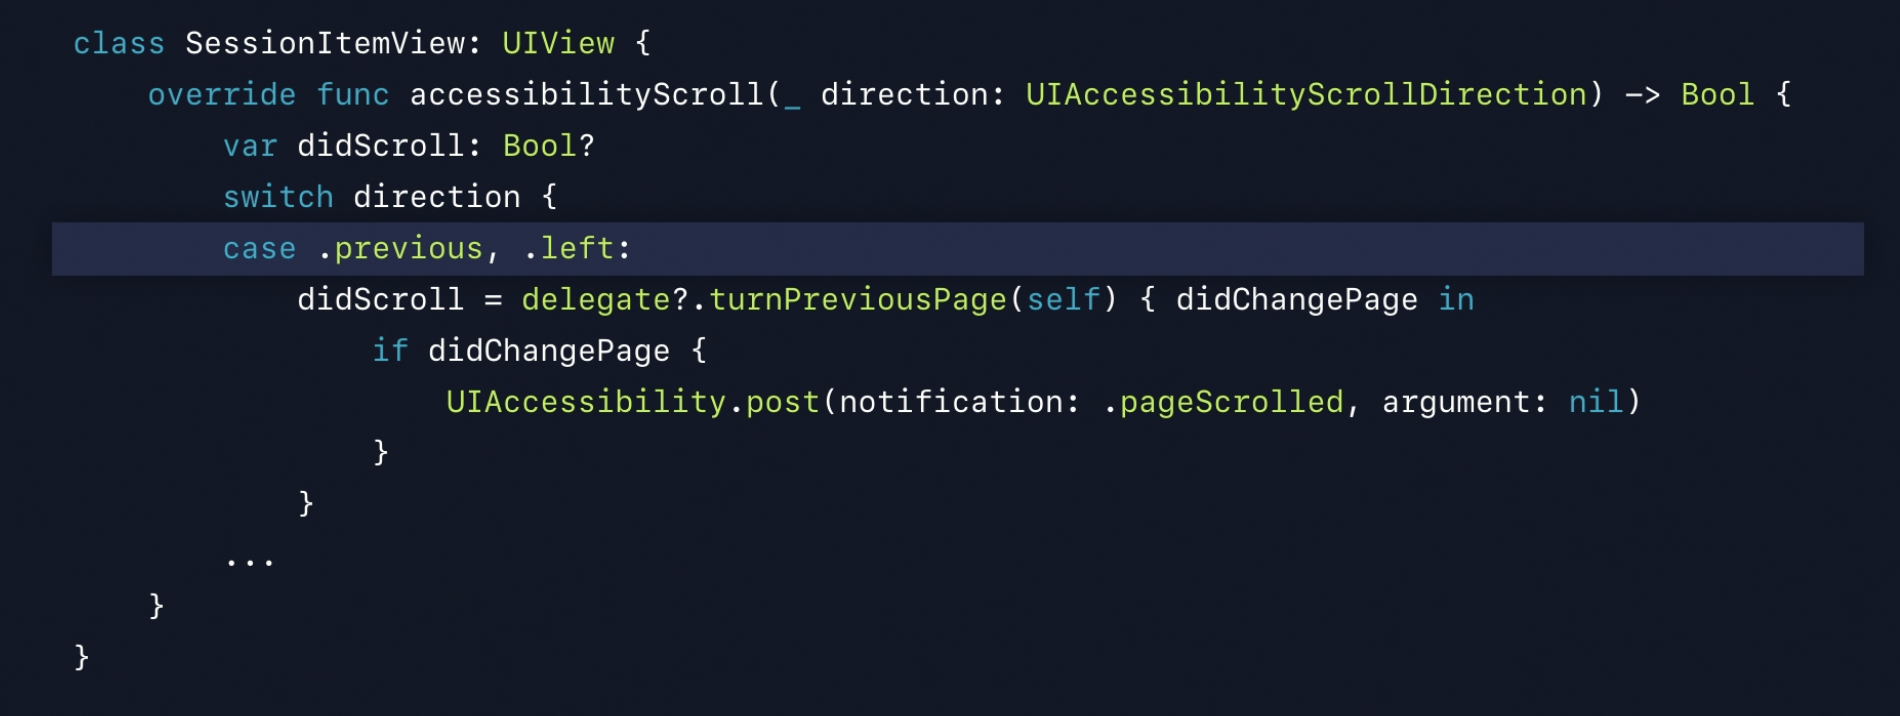 class SessionItemView: UIView {
    override func accessibilityScroll(_ direction: UIAccessibilityScrollDirection) -> Bool {
        var didScroll: Bool?
        switch direction {
        case .previous, .left:
            didScroll = delegate?.turnPreviousPage(self) { didChangePage in
                if didChangePage {
                    UIAccessibility.post(notification: .pageScrolled, argument: nil)
                }
            }
        ...
    }
}